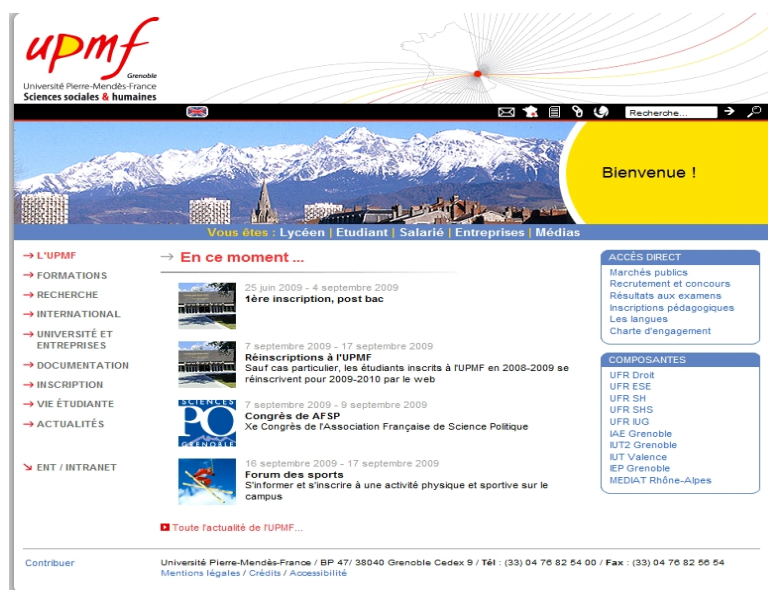 upmf
Grenoble
Université Pierre-Mendès-France
Sciences sociales & humaines
Recherche...
Bienvenue !
Vous êtes : Lycéen | Etudiant | Salarié | Entreprises | Médias
L'UPMF
FORMATIONS
RECHERCHE
INTERNATIONAL
UNIVERSITÉ ET
ENTREPRISES
DOCUMENTATION
INSCRIPTION
VIE ÉTUDIANTE
ACTUALITÉS
ENT / INTRANET
En ce moment ...
25 juin 2009 - 4 septembre 2009
1ère inscription, post bac
7 septembre 2009 - 17 septembre 2009
Réinscriptions à l'UPMF
Sauf cas particulier, les étudiants inscrits à l'UPMF en 2008-2009 se
réinscrivent pour 2009-2010 par le web
SCIENCES
PO
GRENOBLE
7 septembre 2009 - 9 septembre 2009
Congrès de AFSP
Xe Congrès de l'Association Française de Science Politique
16 septembre 2009 - 17 septembre 2009
Forum des sports
S'informer et s'inscrire à une activité physique et sportive sur le
campus
Toute l'actualité de l'UPMF...
ACCÈS DIRECT
Marchés publics
Recrutement et concours
Résultats aux examens
Inscriptions pédagogiques
Les langues
Charte d'engagement
COMPOSANTES
UFR Droit
UFR ESE
UFR SH
UFR SHS
UFR IUG
IAE Grenoble
IUT2 Grenoble
IUT Valence
IEP Grenoble
MEDIAT Rhône-Alpes
Contribuer
Université Pierre-Mendès-France / BP 47/ 38040 Grenoble Cedex 9 / Tél : (33) 04 76 82 54 00 / Fax : (33) 04 76 82 56 54
Mentions légales / Crédits / Accessibilité